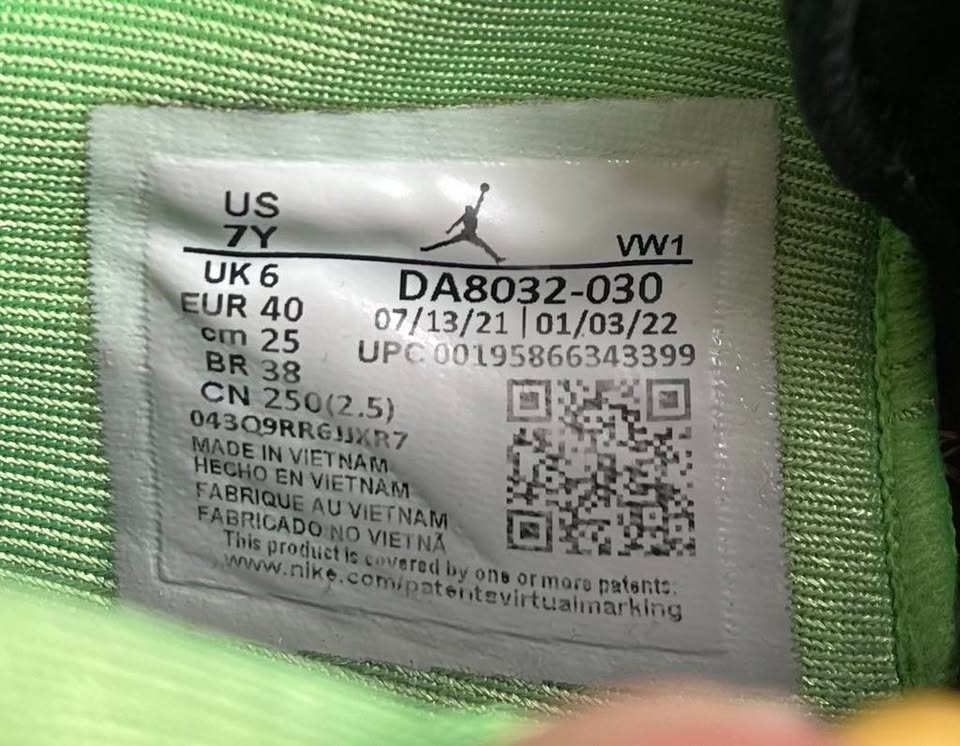 US
7Y
VW1
UK 6
EUR 40
cm 25
BR 38
CN 250(2.5)
DA8032-030
07/13/21 | 01/03/22
UPC 00195866343399
043Q9RR6JJXR7
MADE IN VIETNAM
HECHO EN VIETNAM
FABRIQUE AU VIETNAM
FABRICADO NO VIETNÃ
This product is covered by one or more patents:
www.nike.com/patentsvirtualmarking